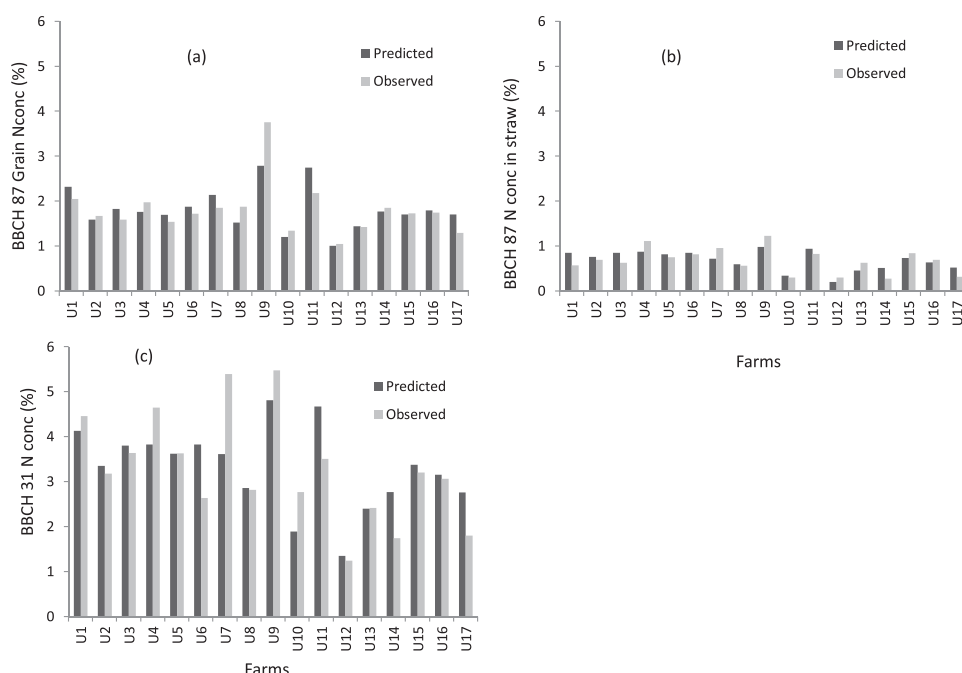 BBCH 87 Grain Nconc (%)
6
5
4
3
2
1
0
(a)
Predicted
Observed
U1 U2 U3 U4 U5 U6 U7 U8 U9 U10 U11 U12 U13 U14 U15 U16 U17
BBCH 87 N conc in straw (%)
6
5
4
3
2
1
0
(b)
Predicted
Observed
U1 U2 U3 U4 U5 U6 U7 U8 U9 U10 U11 U12 U13 U14 U15 U16 U17
Farms
BBCH 31 N conc (%)
6
5
4
3
2
1
0
(c)
Predicted
Observed
U1 U2 U3 U4 U5 U6 U7 U8 U9 U10 U11 U12 U13 U14 U15 U16 U17
Farms